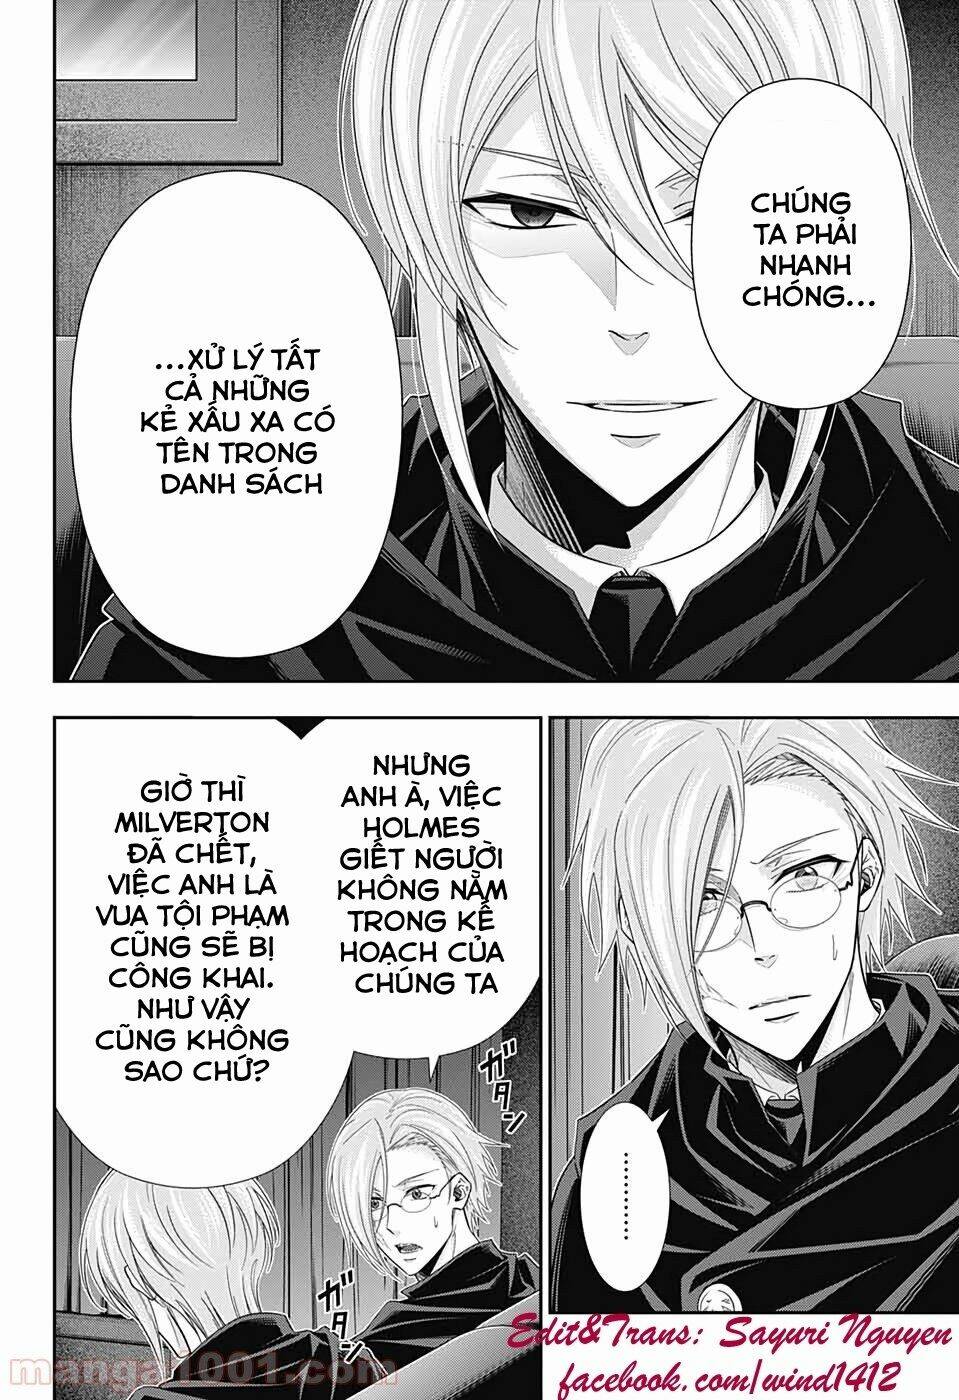 CHÚNG
TA PHẢI
NHANH
CHÓNG...
...XỬ LÝ TẤT
CẢ NHỮNG
KẺ XẤU XA CÓ
TÊN TRONG
DANH SÁCH
.........
NHƯNG
ANH À, VIỆC
HOLMES
GIẾT NGƯỜI
KHÔNG NẰM
TRONG KẾ
HOẠCH CỦA
CHÚNG TA
GIỜ THÌ
MILVERTON
ĐÃ CHẾT,
VIỆC ANH LÀ
VUA TỘI PHẠM
CŨNG SẼ BỊ
CÔNG KHAI.
NHƯ VẬY
CŨNG KHÔNG
SAO CHỨ?
ガタン
ガタン
Edit&Trans: Sayuri Nguyen
facebook.com/wind1412
manga1001.com